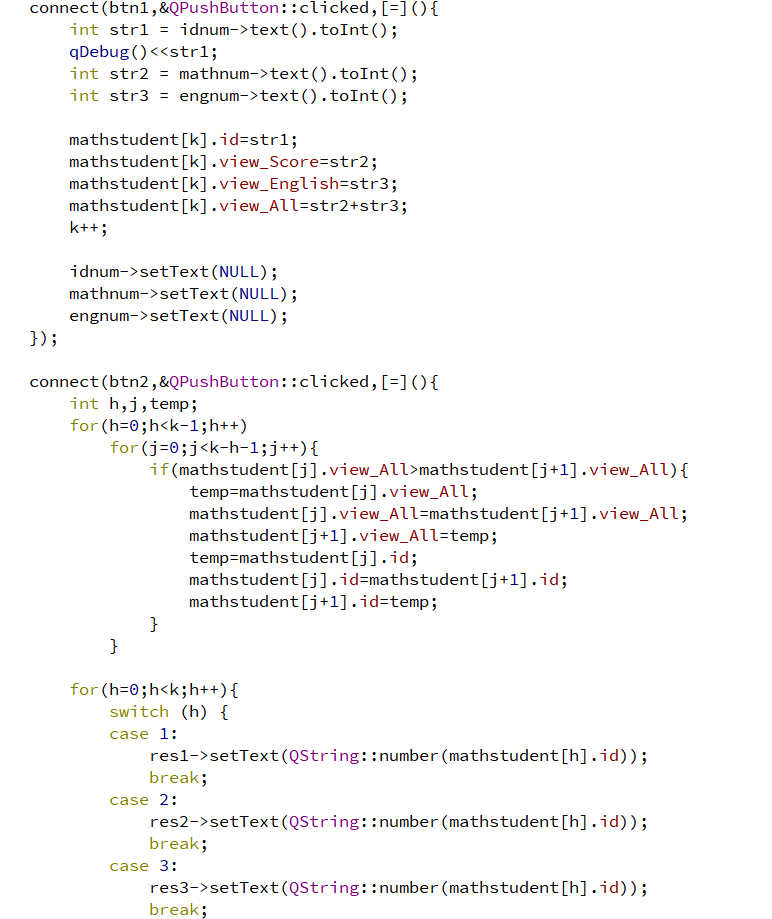 connect(btn1,&QPushButton::clicked,[=](){
    int str1 = idnum->text().toInt();
    qDebug()<<str1;
    int str2 = mathnum->text().toInt();
    int str3 = engnum->text().toInt();

    mathstudent[k].id=str1;
    mathstudent[k].view_Score=str2;
    mathstudent[k].view_English=str3;
    mathstudent[k].view_All=str2+str3;
    k++;

    idnum->setText(NULL);
    mathnum->setText(NULL);
    engnum->setText(NULL);
});

connect(btn2,&QPushButton::clicked,[=](){
    int h,j,temp;
    for(h=0;h<k-1;h++)
        for(j=0;j<k-h-1;j++){
            if(mathstudent[j].view_All>mathstudent[j+1].view_All){
                temp=mathstudent[j].view_All;
                mathstudent[j].view_All=mathstudent[j+1].view_All;
                mathstudent[j+1].view_All=temp;
                temp=mathstudent[j].id;
                mathstudent[j].id=mathstudent[j+1].id;
                mathstudent[j+1].id=temp;
            }
        }

    for(h=0;h<k;h++){
        switch (h) {
        case 1:
            res1->setText(QString::number(mathstudent[h].id));
            break;
        case 2:
            res2->setText(QString::number(mathstudent[h].id));
            break;
        case 3:
            res3->setText(QString::number(mathstudent[h].id));
            break;